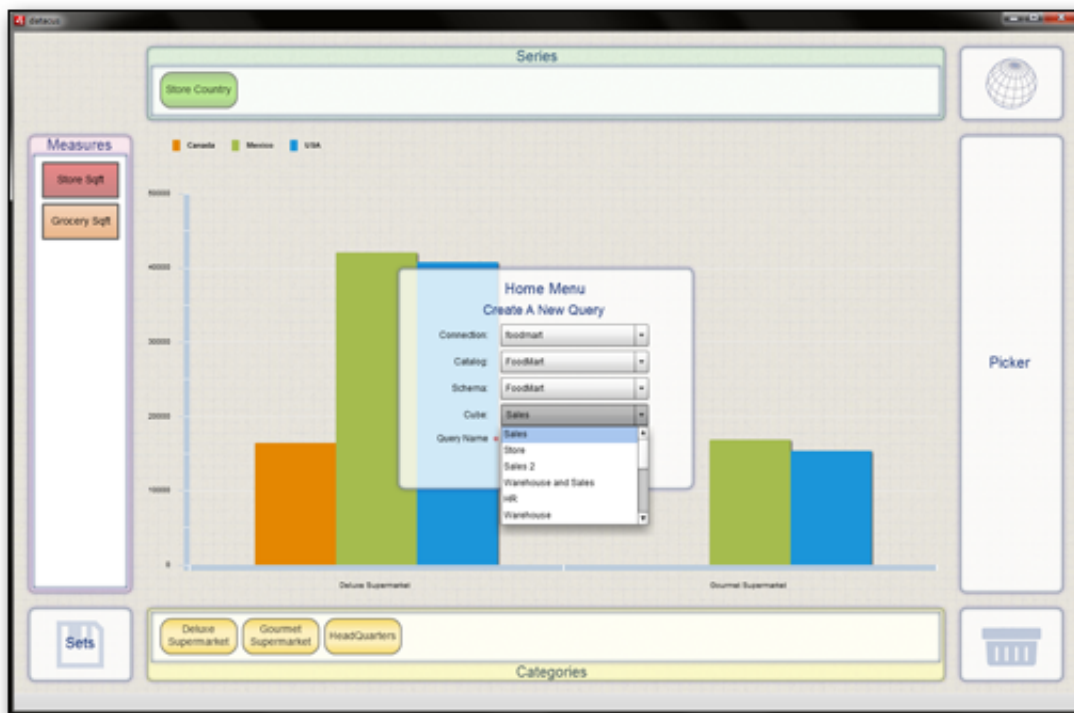 datacus
Series
Store Country
Measures
Canada
Mexico
USA
Store Sqft
Grocery Sqft
50000
40000
30000
20000
10000
0
Home Menu
Create A New Query
Connection: foodmart
Catalog: FoodMart
Schema: FoodMart
Cube: Sales
Query Name *
Sales
Store
Sales 2
Warehouse and Sales
HR
Warehouse
Picker
Deluxe Supermarket
Gourmet Supermarket
Sets
Deluxe
Supermarket
Gourmet
Supermarket
HeadQuarters
Categories